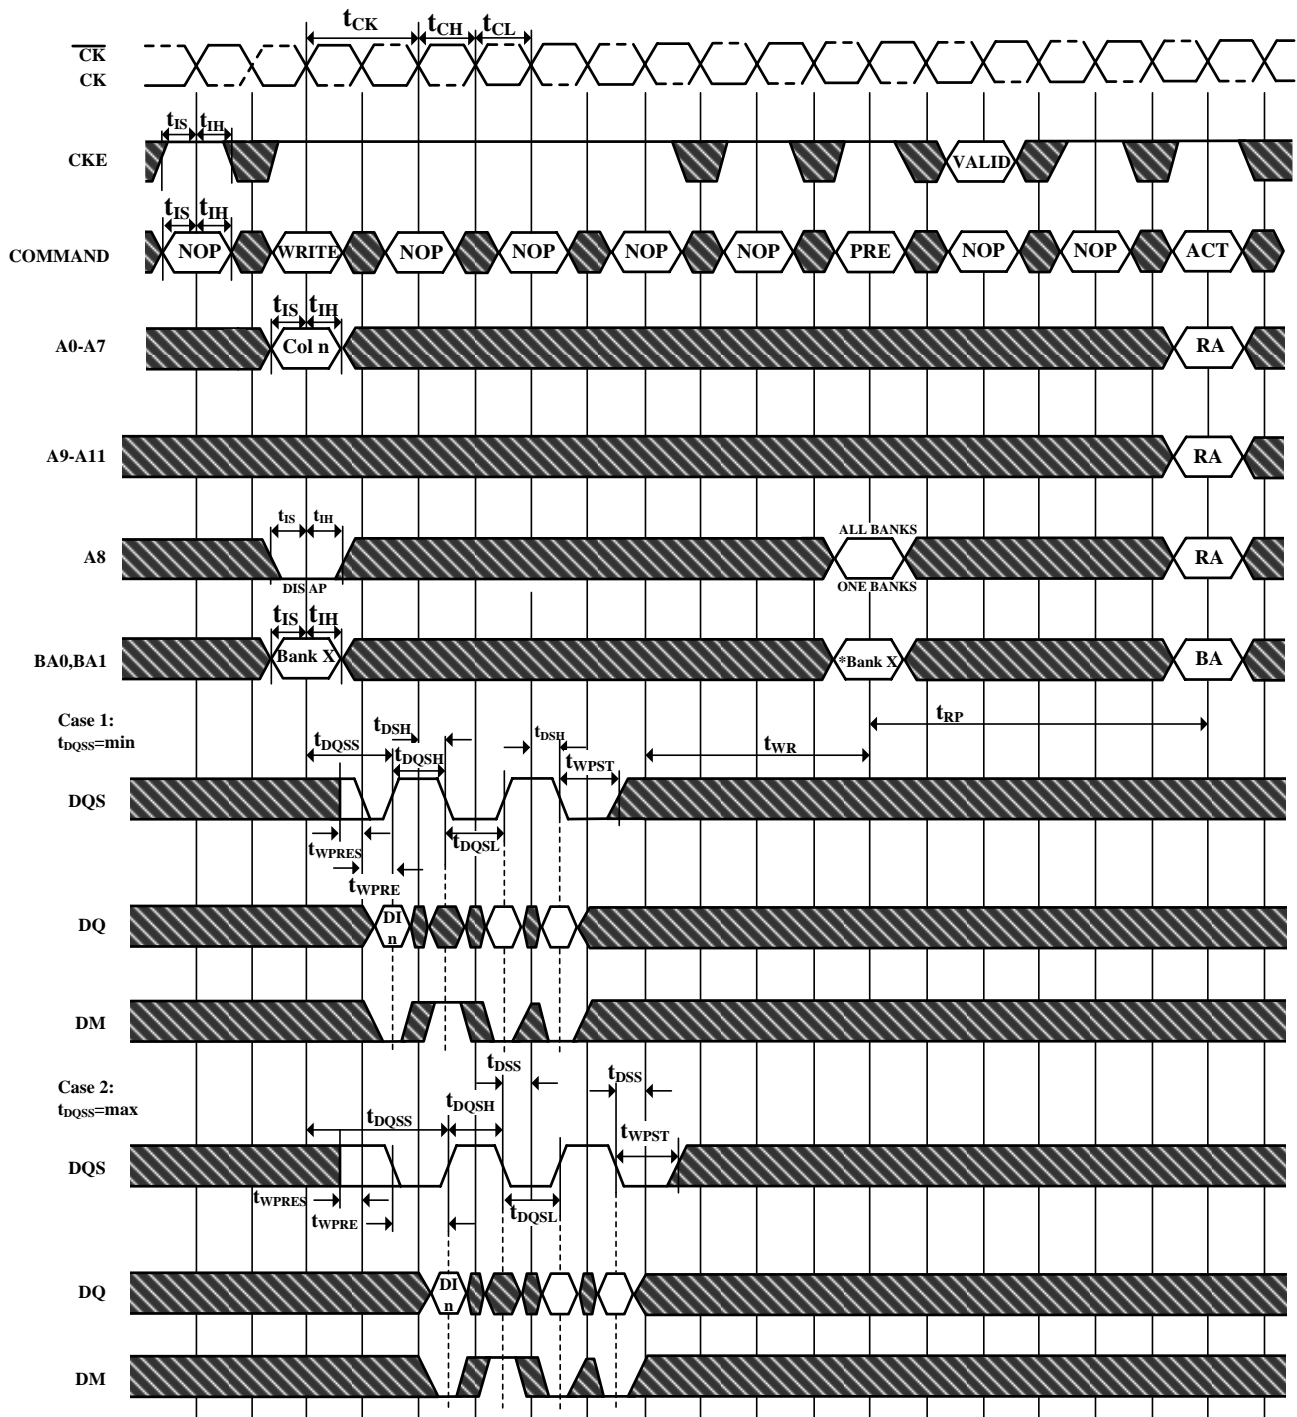 tCK tCH tCL
CK
CK
tIS tIH
CKE VALID
tIS tIH
COMMAND NOP WRITE NOP NOP NOP NOP PRE NOP NOP ACT
tIS tIH
A0-A7 Col n RA
A9-A11 RA
tIS tIH ALL BANKS
A8 RA
DIS AP ONE BANKS
tIS tIH
BA0,BA1 Bank X *Bank X BA
Case 1:
tDQSS=min
tDQSS tDSH tDQSH tDSH tWPST tWR tRP
DQS
tWPRES tDQSL
tWPRE
DQ DI n
DM
Case 2:
tDQSS=max
tDSS tDSS
tDQSS tDQSH tWPST
DQS
tWPRES tWPRE tDQSL
DQ DI n
DM